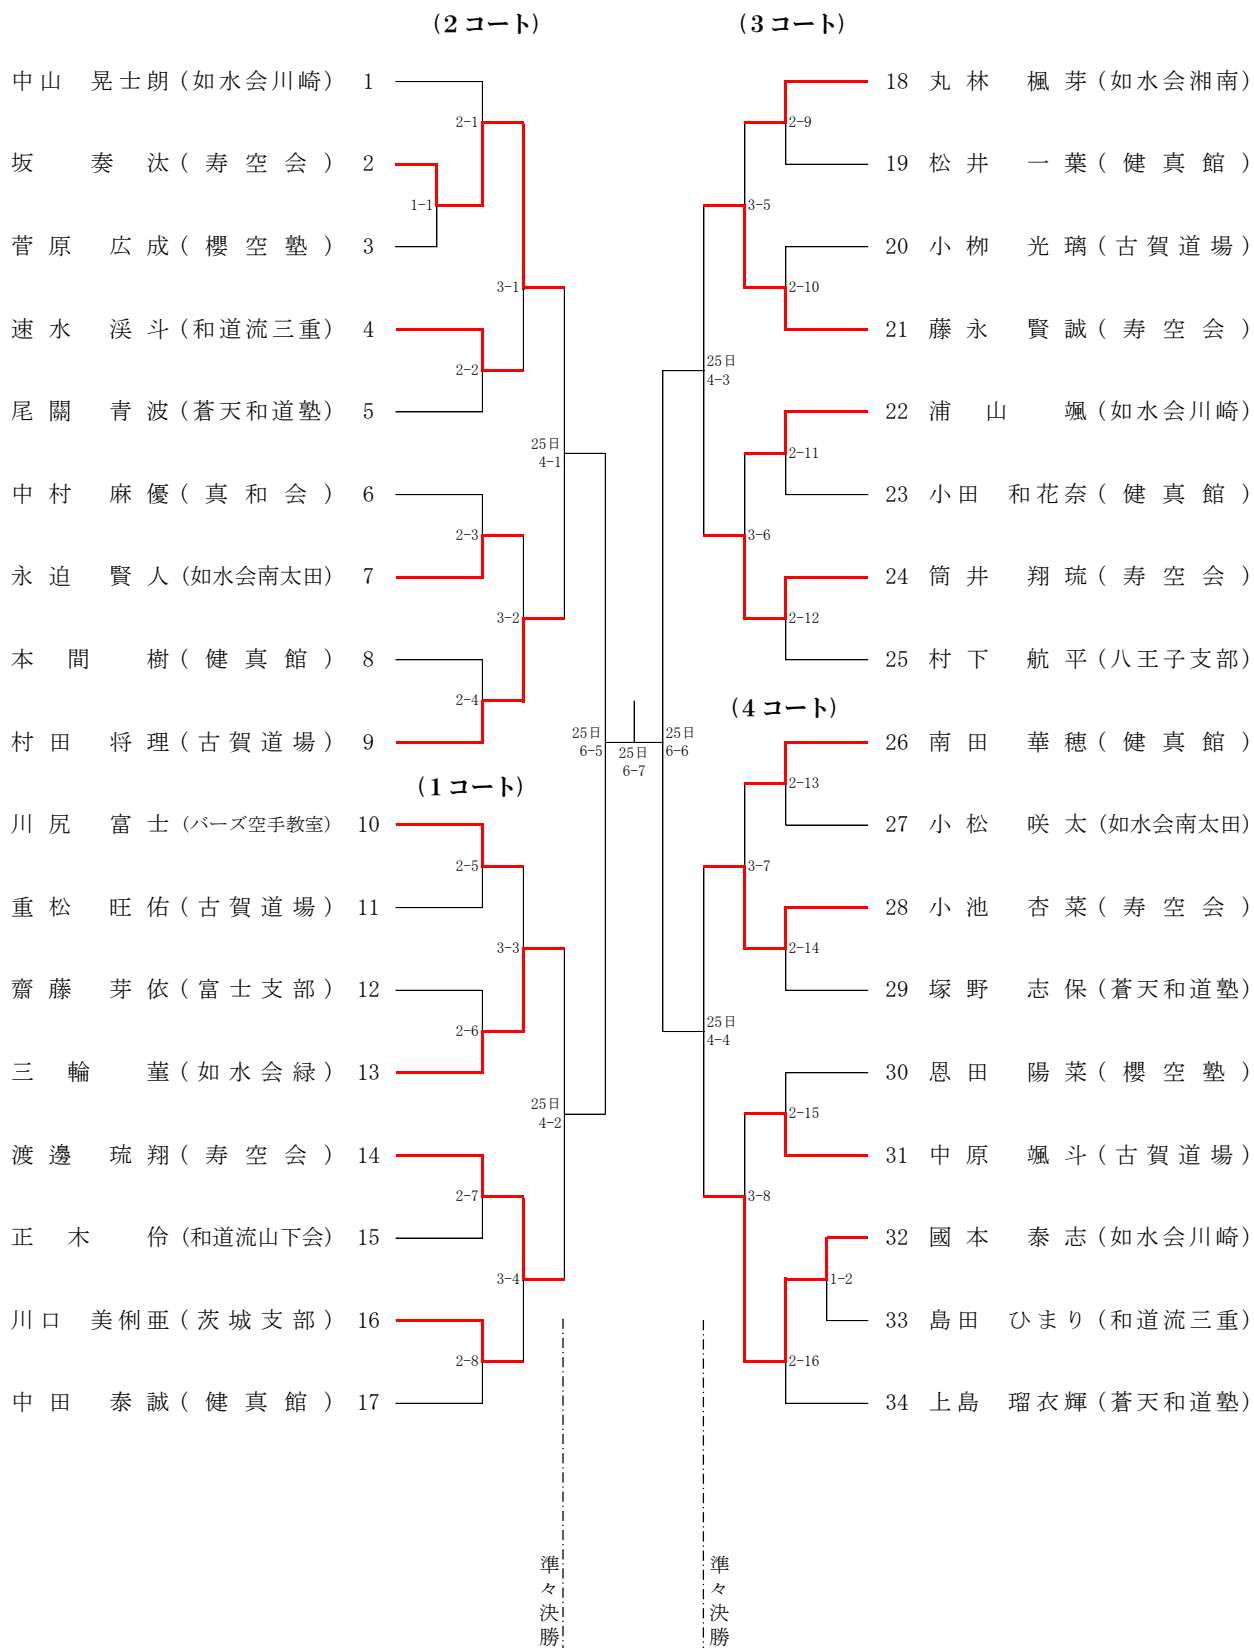 (2コート)
中山 晃士朗(如水会川崎) 1
2-1
坂 奏汰(寿空会) 2
1-1
菅原 広成(櫻空塾) 3
3-1
速水 渓斗(和道流三重) 4
2-2
尾關 青波(蒼天和道塾) 5
25日
4-1
中村 麻優(真和会) 6
2-3
永迫 賢人(如水会南太田) 7
3-2
本間 樹(健真館) 8
2-4
村田 将理(古賀道場) 9
25日
6-5
(1コート)
川尻 富士(バーズ空手教室) 10
2-5
重松 旺佑(古賀道場) 11
3-3
齋藤 芽依(富士支部) 12
2-6
三輪 菫(如水会緑) 13
25日
4-2
渡邊 琉翔(寿空会) 14
2-7
正木 伶(和道流山下会) 15
3-4
川口 美俐亜(茨城支部) 16
2-8
中田 泰誠(健真館) 17
準々決勝
25日
6-7
(3コート)
18 丸林 楓芽(如水会湘南)
2-9
19 松井 一葉(健真館)
3-5
20 小栁 光璃(古賀道場)
2-10
21 藤永 賢誠(寿空会)
25日
4-3
22 浦山 颯(如水会川崎)
2-11
23 小田 和花奈(健真館)
3-6
24 筒井 翔琉(寿空会)
2-12
25 村下 航平(八王子支部)
(4コート)
25日
6-6
26 南田 華穂(健真館)
2-13
27 小松 咲太(如水会南太田)
3-7
28 小池 杏菜(寿空会)
2-14
29 塚野 志保(蒼天和道塾)
25日
4-4
30 恩田 陽菜(櫻空塾)
2-15
31 中原 颯斗(古賀道場)
3-8
32 國本 泰志(如水会川崎)
1-2
33 島田 ひまり(和道流三重)
2-16
34 上島 瑠衣輝(蒼天和道塾)
準々決勝